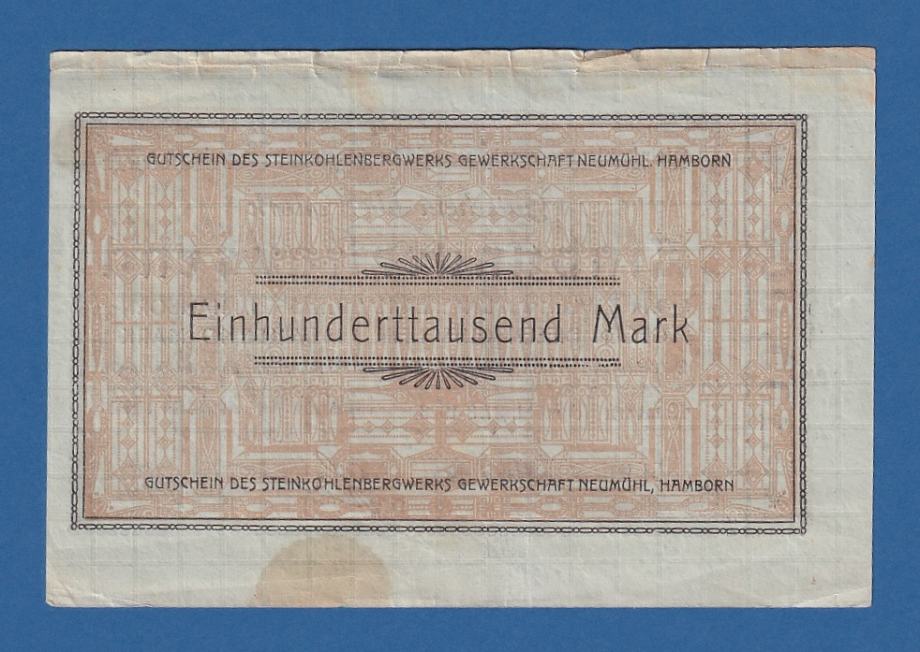 GUTSCHEIN DES STEINKOHLENBERGWERKS GEWERKSCHAFT NEUMÜHL. HAMBORN
Einhunderttausend Mark
GUTSCHEIN DES STEINKOHLENBERGWERKS GEWERKSCHAFT NEUMÜHL, HAMBORN